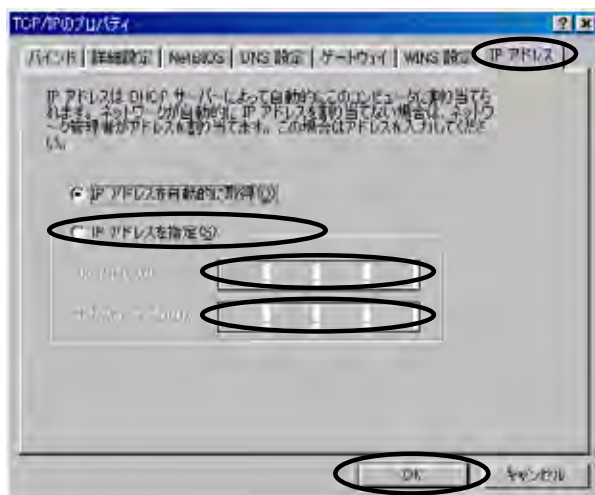 TCP/IPのプロパティ
バインド 詳細設定 NetBIOS DNS 設定 ゲートウェイ WINS 設定 IP アドレス
IP アドレスは DHCP サーバーによって自動的にこのコンピュータに割り当てら
れます。ネットワークが自動的に IP アドレスを割り当てない場合は、ネットワ
ーク管理者がアドレスを割り当てます。この場合はアドレスを入力してくださ
い。
IP アドレスを自動的に取得(O)
IP アドレスを指定(S)
OK キャンセル